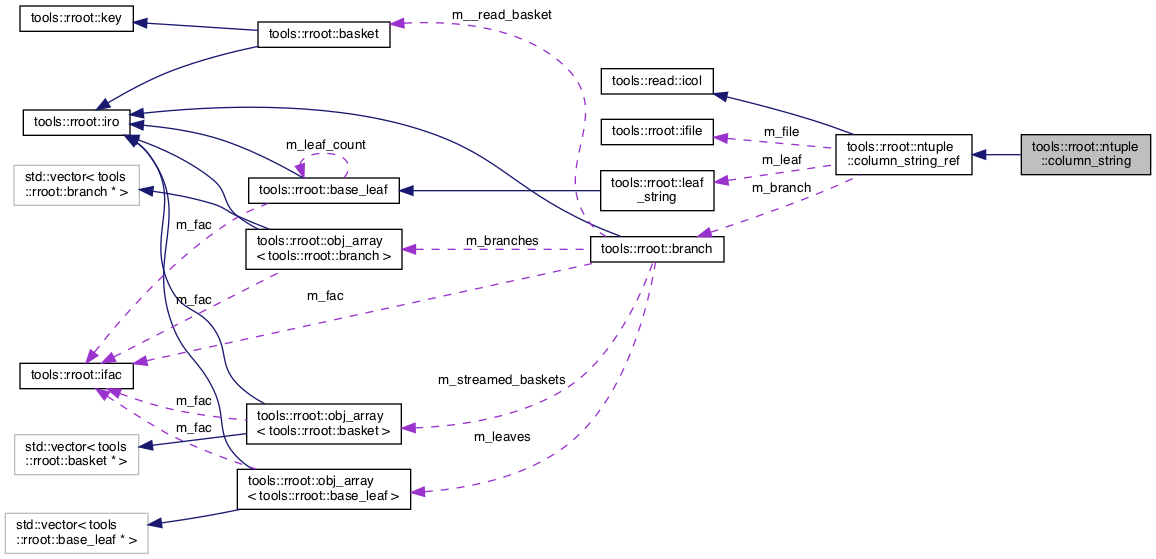 tools::rroot::key
tools::rroot::basket
m__read_basket
tools::read::icol
tools::rroot::iro
tools::rroot::ifile
m_file
tools::rroot::ntuple
::column_string_ref
tools::rroot::ntuple
::column_string
m_leaf_count
m_leaf
std::vector< tools
::rroot::branch * >
tools::rroot::base_leaf
tools::rroot::leaf
_string
m_branch
m_fac
tools::rroot::obj_array
< tools::rroot::branch >
m_branches
tools::rroot::branch
m_fac
m_fac
tools::rroot::ifac
m_streamed_baskets
m_fac
tools::rroot::obj_array
< tools::rroot::basket >
m_fac
m_leaves
std::vector< tools
::rroot::basket * >
tools::rroot::obj_array
< tools::rroot::base_leaf >
std::vector< tools
::rroot::base_leaf * >